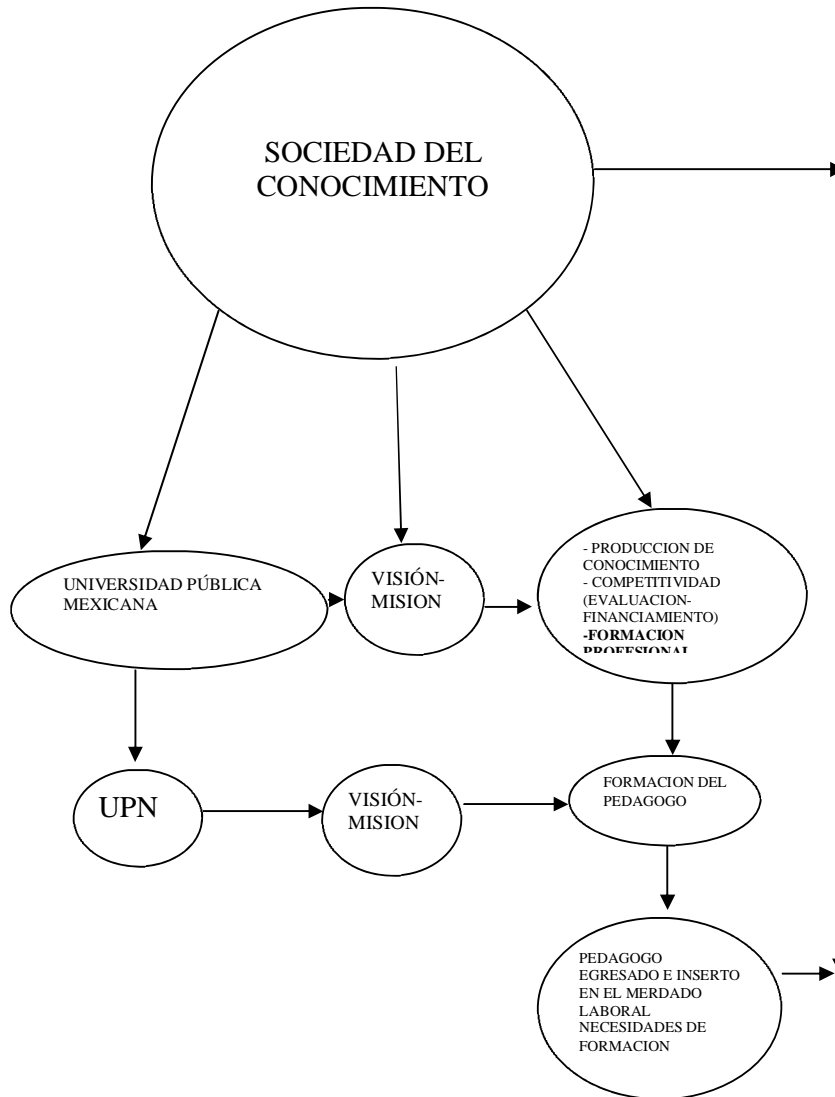 SOCIEDAD DEL
CONOCIMIENTO
UNIVERSIDAD PÚBLICA
MEXICANA
VISIÓN-
MISION
- PRODUCCION DE
CONOCIMIENTO
- COMPETITIVIDAD
(EVALUACION-
FINANCIAMIENTO)
-FORMACION
PROFESIONAL
UPN
VISIÓN-
MISION
FORMACION DEL
PEDAGOGO
PEDAGOGO
EGRESADO E INSERTO
EN EL MERDADO
LABORAL
NECESIDADES DE
FORMACION